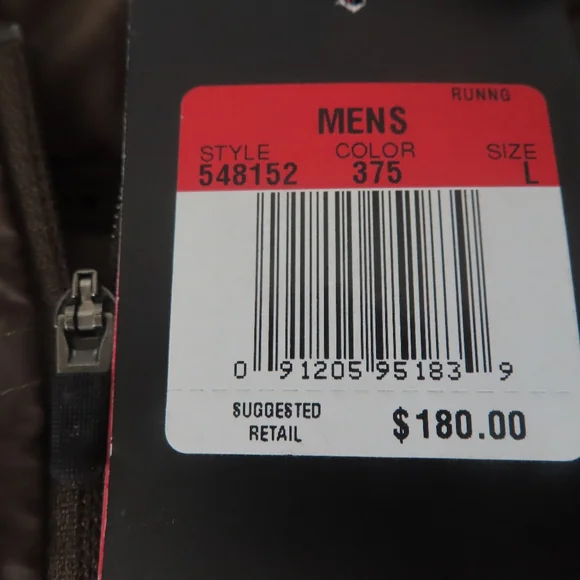 RUNNG
MENS
STYLE COLOR SIZE
548152 375 L
0 91205 95183 9
SUGGESTED RETAIL $180.00